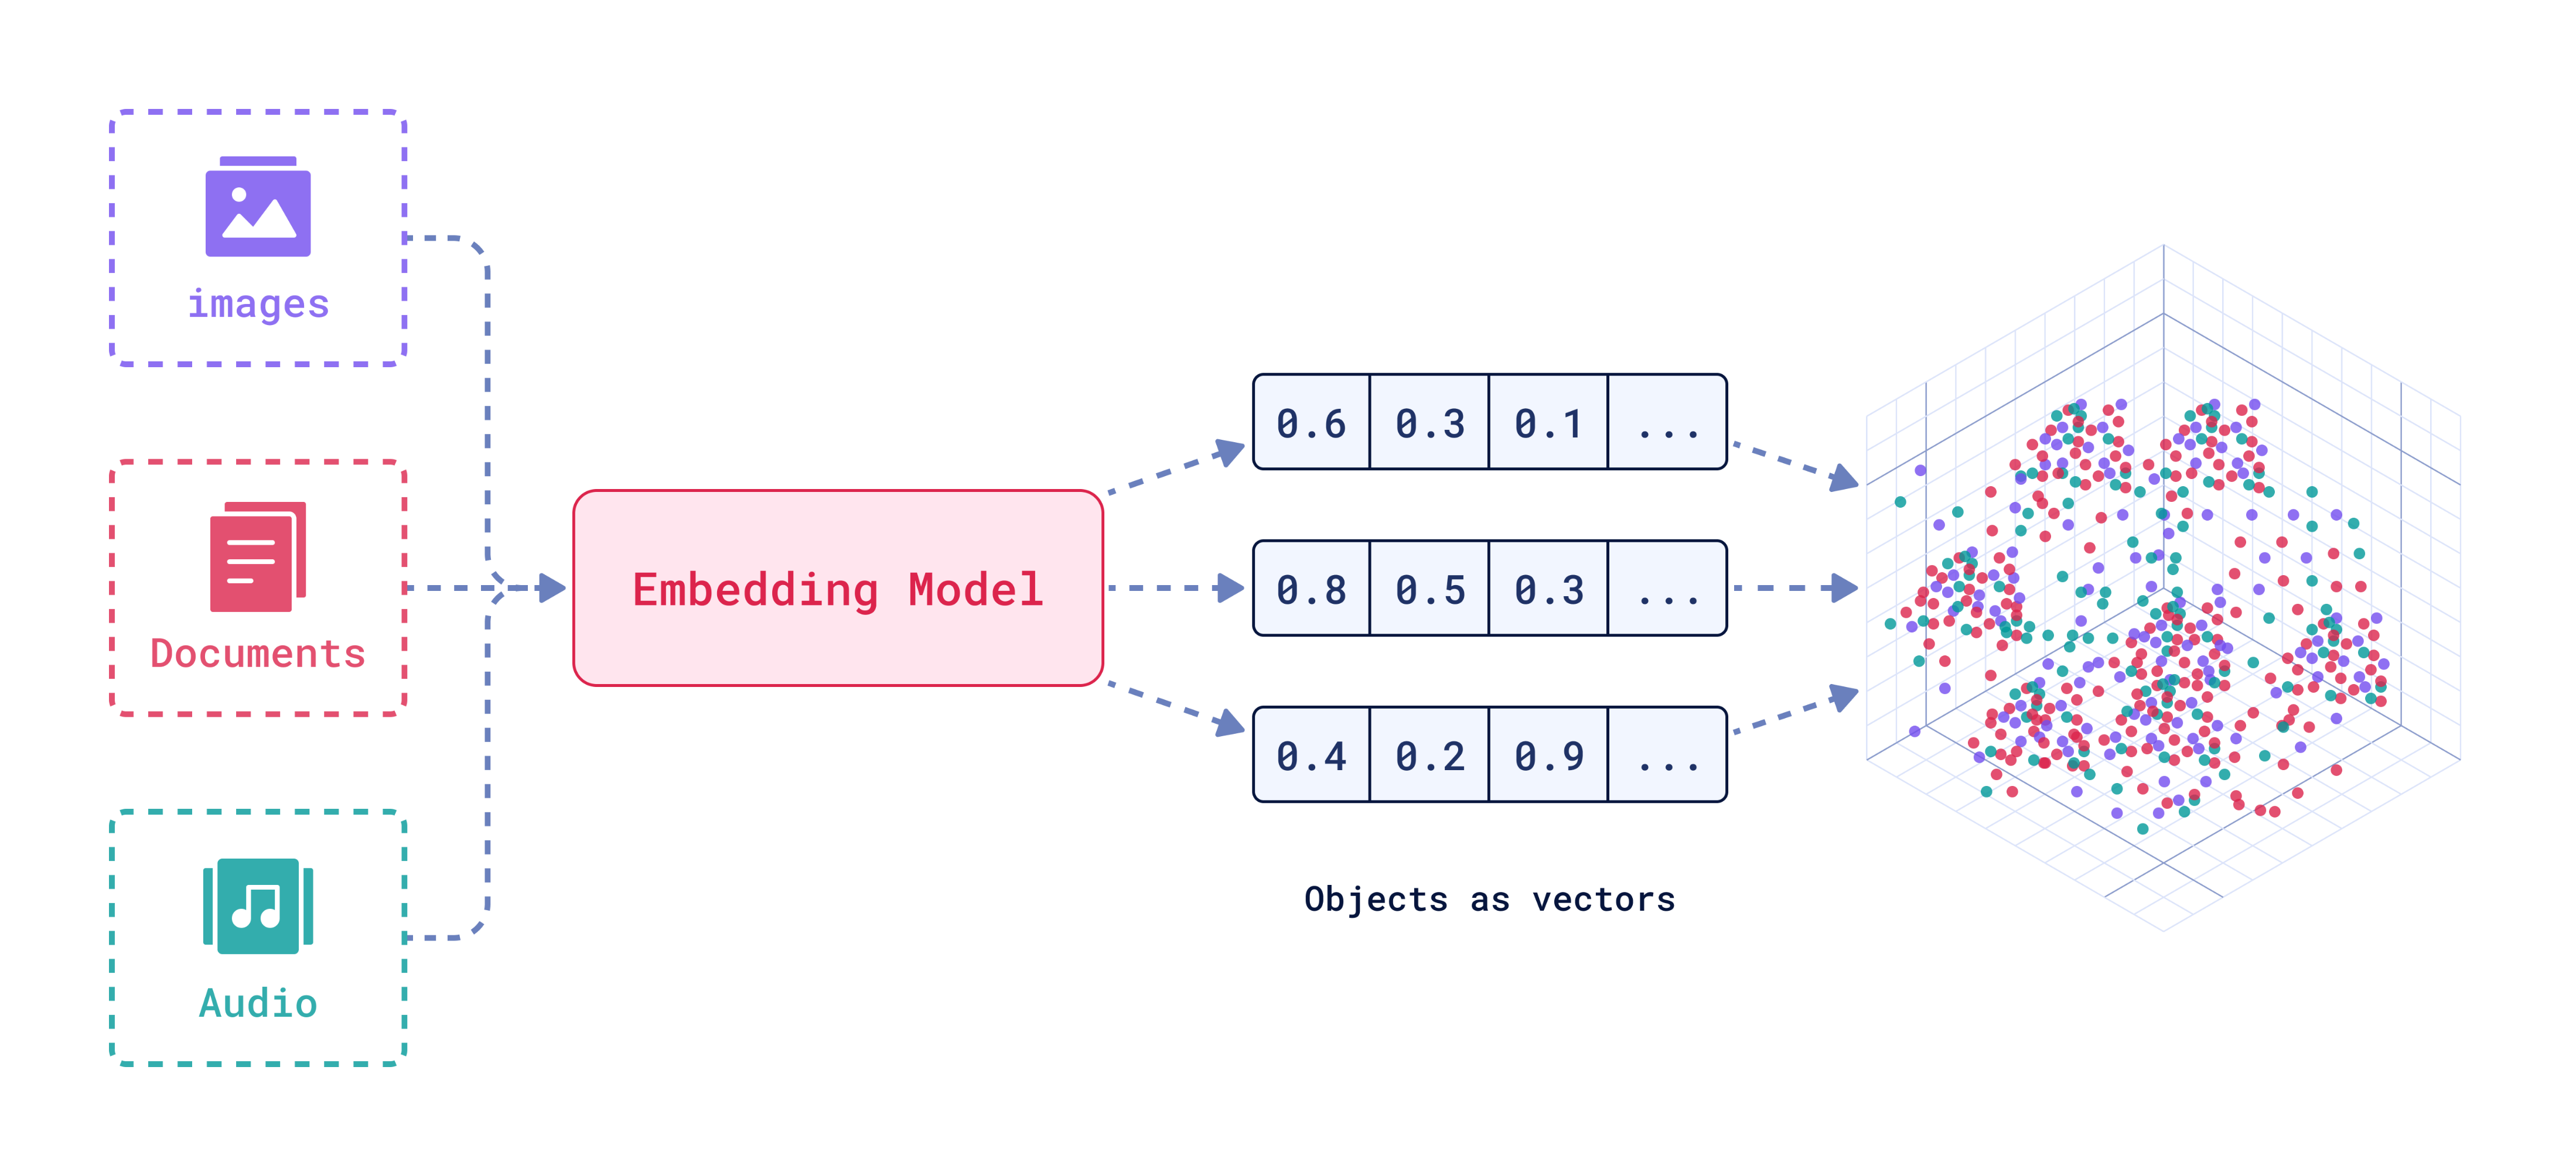 images
Documents
Audio
Embedding Model
0.6 0.3 0.1 ...
0.8 0.5 0.3 ...
0.4 0.2 0.9 ...
Objects as vectors